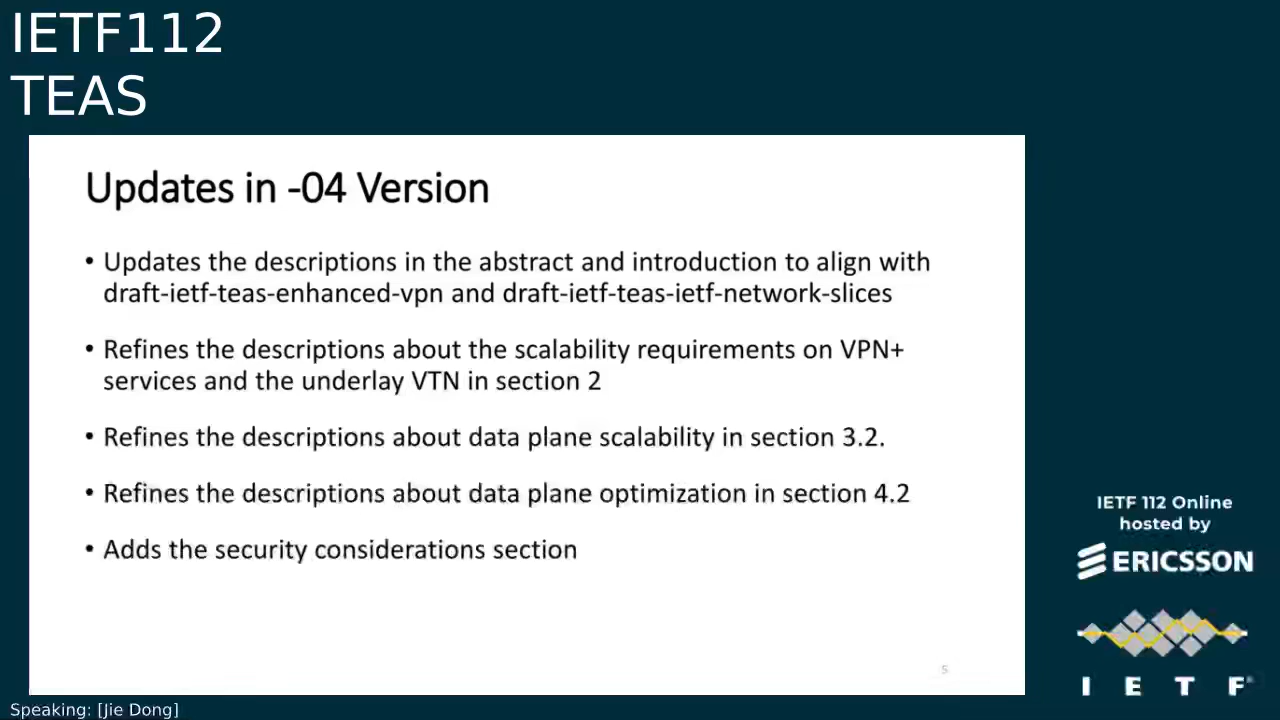 IETF112
TEAS
Updates in -04 Version
• Updates the descriptions in the abstract and introduction to align with
draft-ietf-teas-enhanced-vpn and draft-ietf-teas-ietf-network-slices
• Refines the descriptions about the scalability requirements on VPN+
services and the underlay VTN in section 2
• Refines the descriptions about data plane scalability in section 3.2.
• Refines the descriptions about data plane optimization in section 4.2
• Adds the security considerations section
5
IETF 112 Online
hosted by
ERICSSON
I E T F®
Speaking: [Jie Dong]